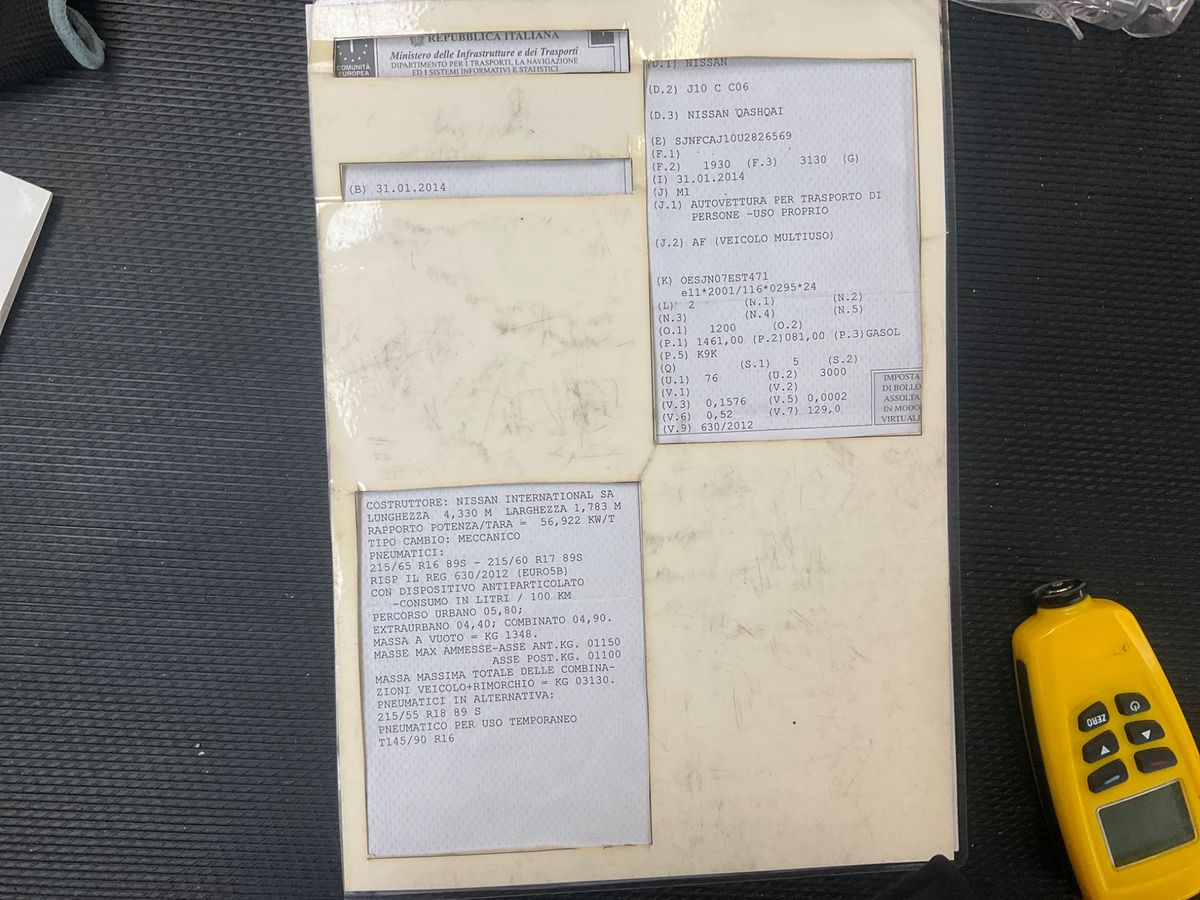 REPUBBLICA ITALIANA
COMUNITÀ EUROPEA
Ministero delle Infrastrutture e dei Trasporti
DIPARTIMENTO PER I TRASPORTI, LA NAVIGAZIONE
ED I SISTEMI INFORMATIVI E STATISTICI
(B) 31.01.2014
(D.1) NISSAN
(D.2) J10 C C06
(D.3) NISSAN QASHQAI
(E) SJNFCAJ10U2826569
(F.1)
(F.2) 1930 (F.3) 3130 (G)
(I) 31.01.2014
(J) M1
(J.1) AUTOVETTURA PER TRASPORTO DI
PERSONE -USO PROPRIO
(J.2) AF (VEICOLO MULTIUSO)
(K) OESJN07EST471
e11*2001/116*0295*24
(L) 2 (N.1) (N.2)
(N.3) (N.4) (N.5)
(O.1) 1200 (O.2)
(P.1) 1461,00 (P.2)081,00 (P.3)GASOL
(P.5) K9K
(Q) (S.1) 5 (S.2)
(U.1) 76 (U.2) 3000
(V.1) (V.2)
(V.3) 0,1576 (V.5) 0,0002
(V.6) 0,52 (V.7) 129,0
(V.9) 630/2012
IMPOSTA
DI BOLLO
ASSOLTA
IN MODO
VIRTUALE
COSTRUTTORE: NISSAN INTERNATIONAL SA
LUNGHEZZA 4,330 M LARGHEZZA 1,783 M
RAPPORTO POTENZA/TARA = 56,922 KW/T
TIPO CAMBIO: MECCANICO
PNEUMATICI:
215/65 R16 89S - 215/60 R17 89S
RISP IL REG 630/2012 (EURO5B)
CON DISPOSITIVO ANTIPARTICOLATO
-CONSUMO IN LITRI / 100 KM
PERCORSO URBANO 05,80;
EXTRAURBANO 04,40; COMBINATO 04,90.
MASSA A VUOTO = KG 1348.
MASSE MAX AMMESSE-ASSE ANT.KG. 01150
ASSE POST.KG. 01100
MASSA MASSIMA TOTALE DELLE COMBINA-
ZIONI VEICOLO+RIMORCHIO = KG 03130.
PNEUMATICI IN ALTERNATIVA:
215/55 R18 89 S
PNEUMATICO PER USO TEMPORANEO
T145/90 R16
ZERO